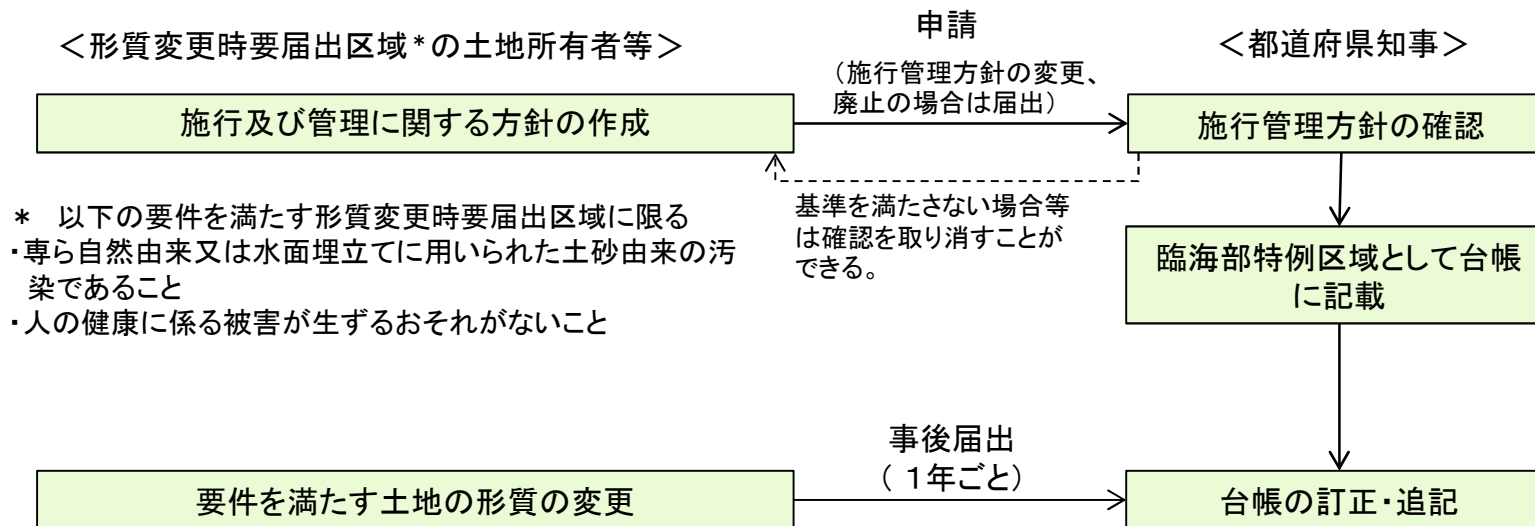 ＜形質変更時要届出区域*の土地所有者等＞
申請
（施行管理方針の変更、
廃止の場合は届出）
＜都道府県知事＞
施行及び管理に関する方針の作成
施行管理方針の確認
基準を満たさない場合等
は確認を取り消すことが
できる。
*　以下の要件を満たす形質変更時要届出区域に限る
・専ら自然由来又は水面埋立てに用いられた土砂由来の汚
染であること
・人の健康に係る被害が生ずるおそれがないこと
臨海部特例区域として台帳
に記載
事後届出
（１年ごと）
要件を満たす土地の形質の変更
台帳の訂正・追記